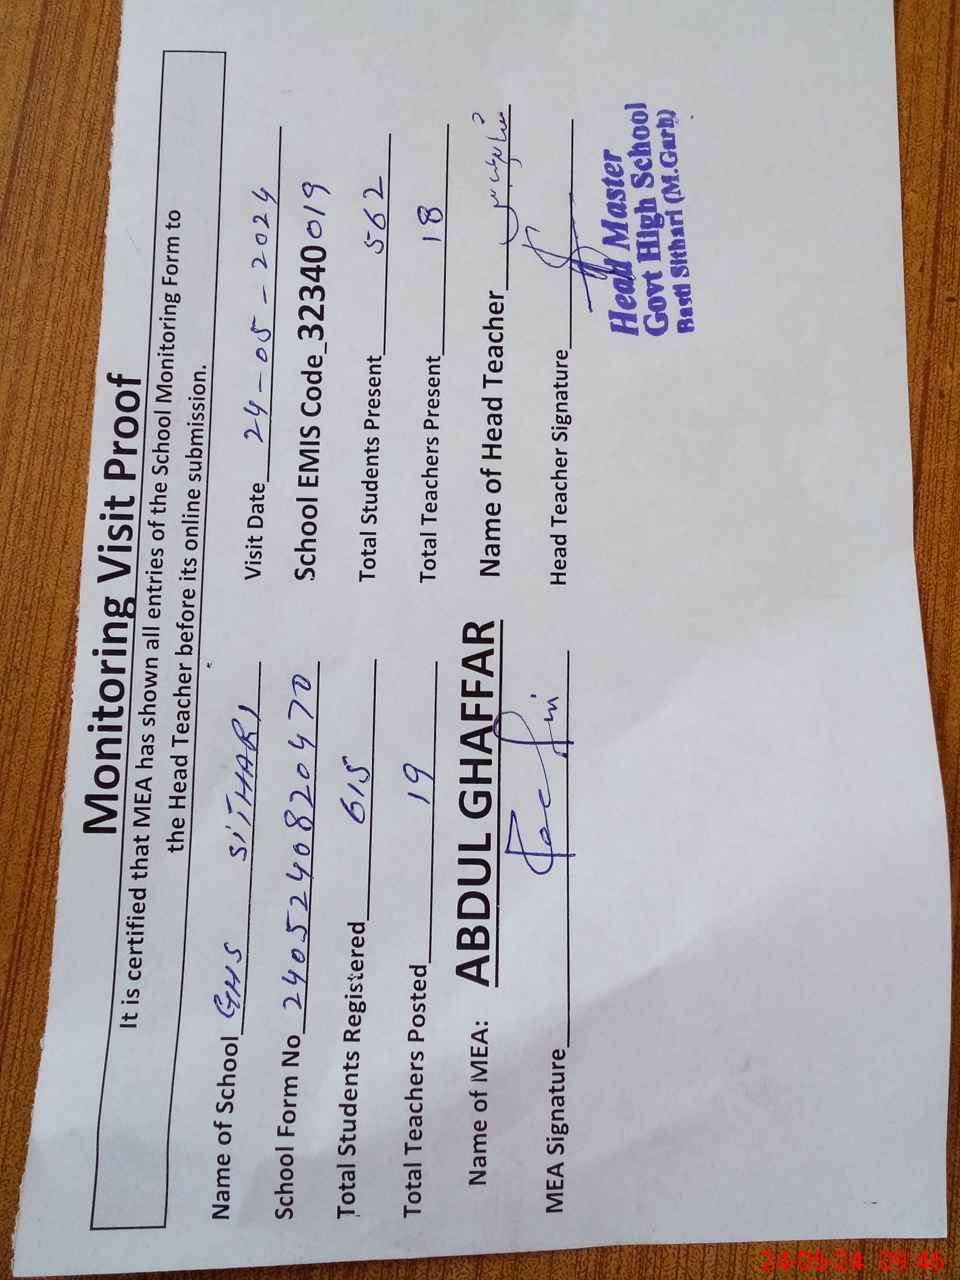 Monitoring Visit Proof
It is certified that MEA has shown all entries of the School Monitoring Form to
the Head Teacher before its online submission.
Name of School GHS SITHARI Visit Date 24-05-2024
School Form No 24052408204 70 School EMIS Code_32340019
Total Students Registered 615 Total Students Present 562
Total Teachers Posted 19 Total Teachers Present 18
Name of MEA: ABDUL GHAFFAR Name of Head Teacher
MEA Signature Head Teacher Signature
Head Master
Govt High School
Basti Sithari (M.Garh)
24-05-24 09:45